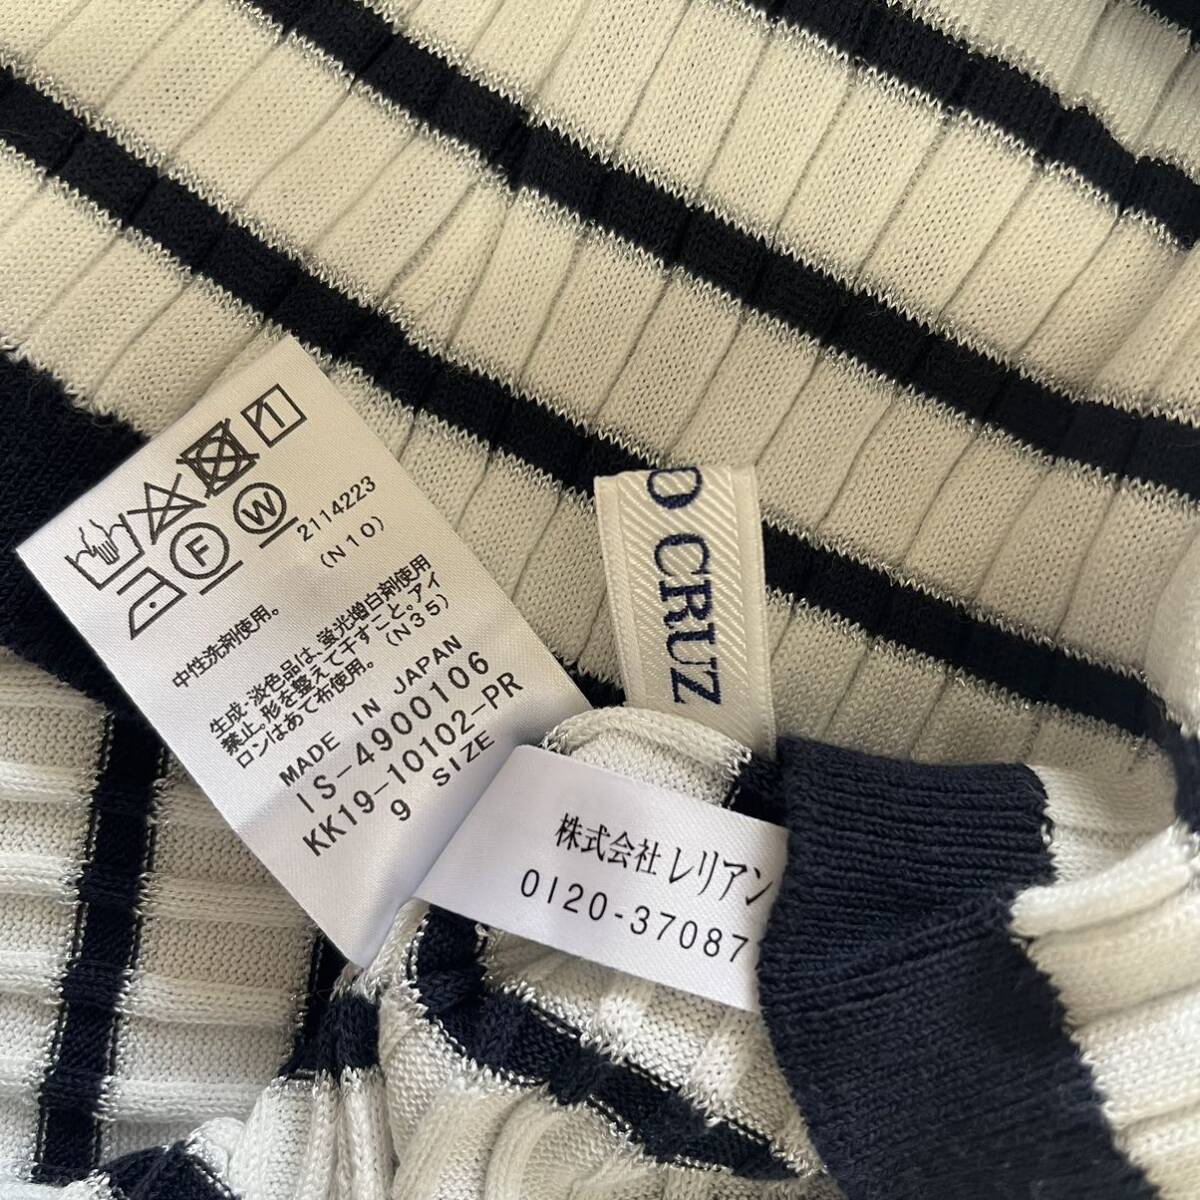 1
F
W
2114223
(N10)
中性洗剤使用。
生成・淡色品は、蛍光増白剤使用
禁止。形を整えて干すこと。アイ
ロンはあて布使用。(N35)
MADE IN JAPAN
IS-4900106
KK19-10102-PR
9 SIZE
O CRUZ
株式会社レリアン
0120-37087